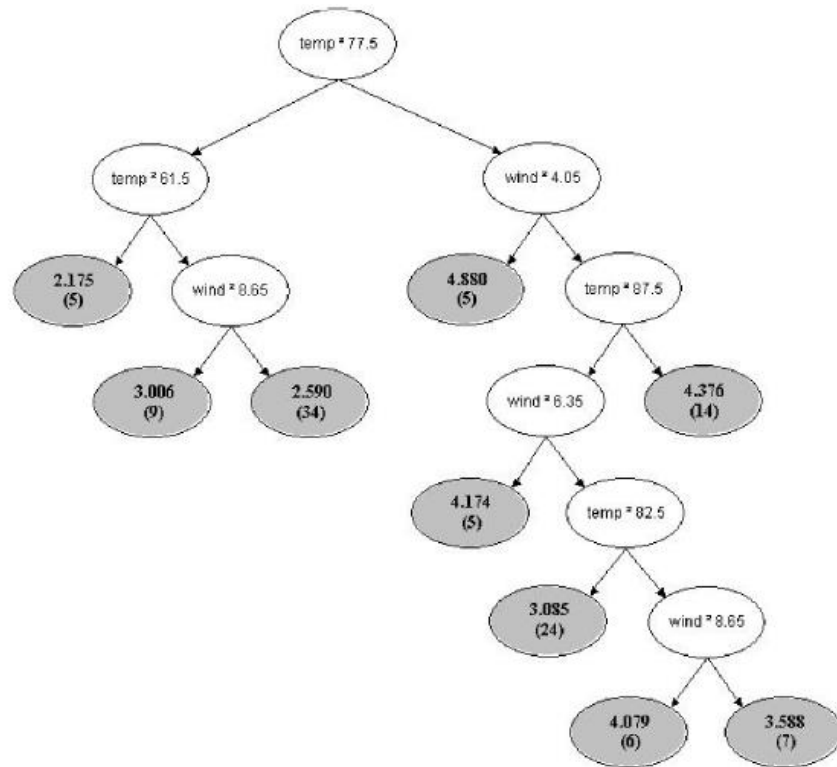 temp ² 77.5
temp ² 61.5
wind ² 4.05
2.175
(5)
wind ² 8.65
4.880
(5)
temp ² 87.5
3.006
(9)
2.590
(34)
wind ² 6.35
4.376
(14)
4.174
(5)
temp ² 82.5
3.085
(24)
wind ² 8.65
4.079
(6)
3.588
(7)